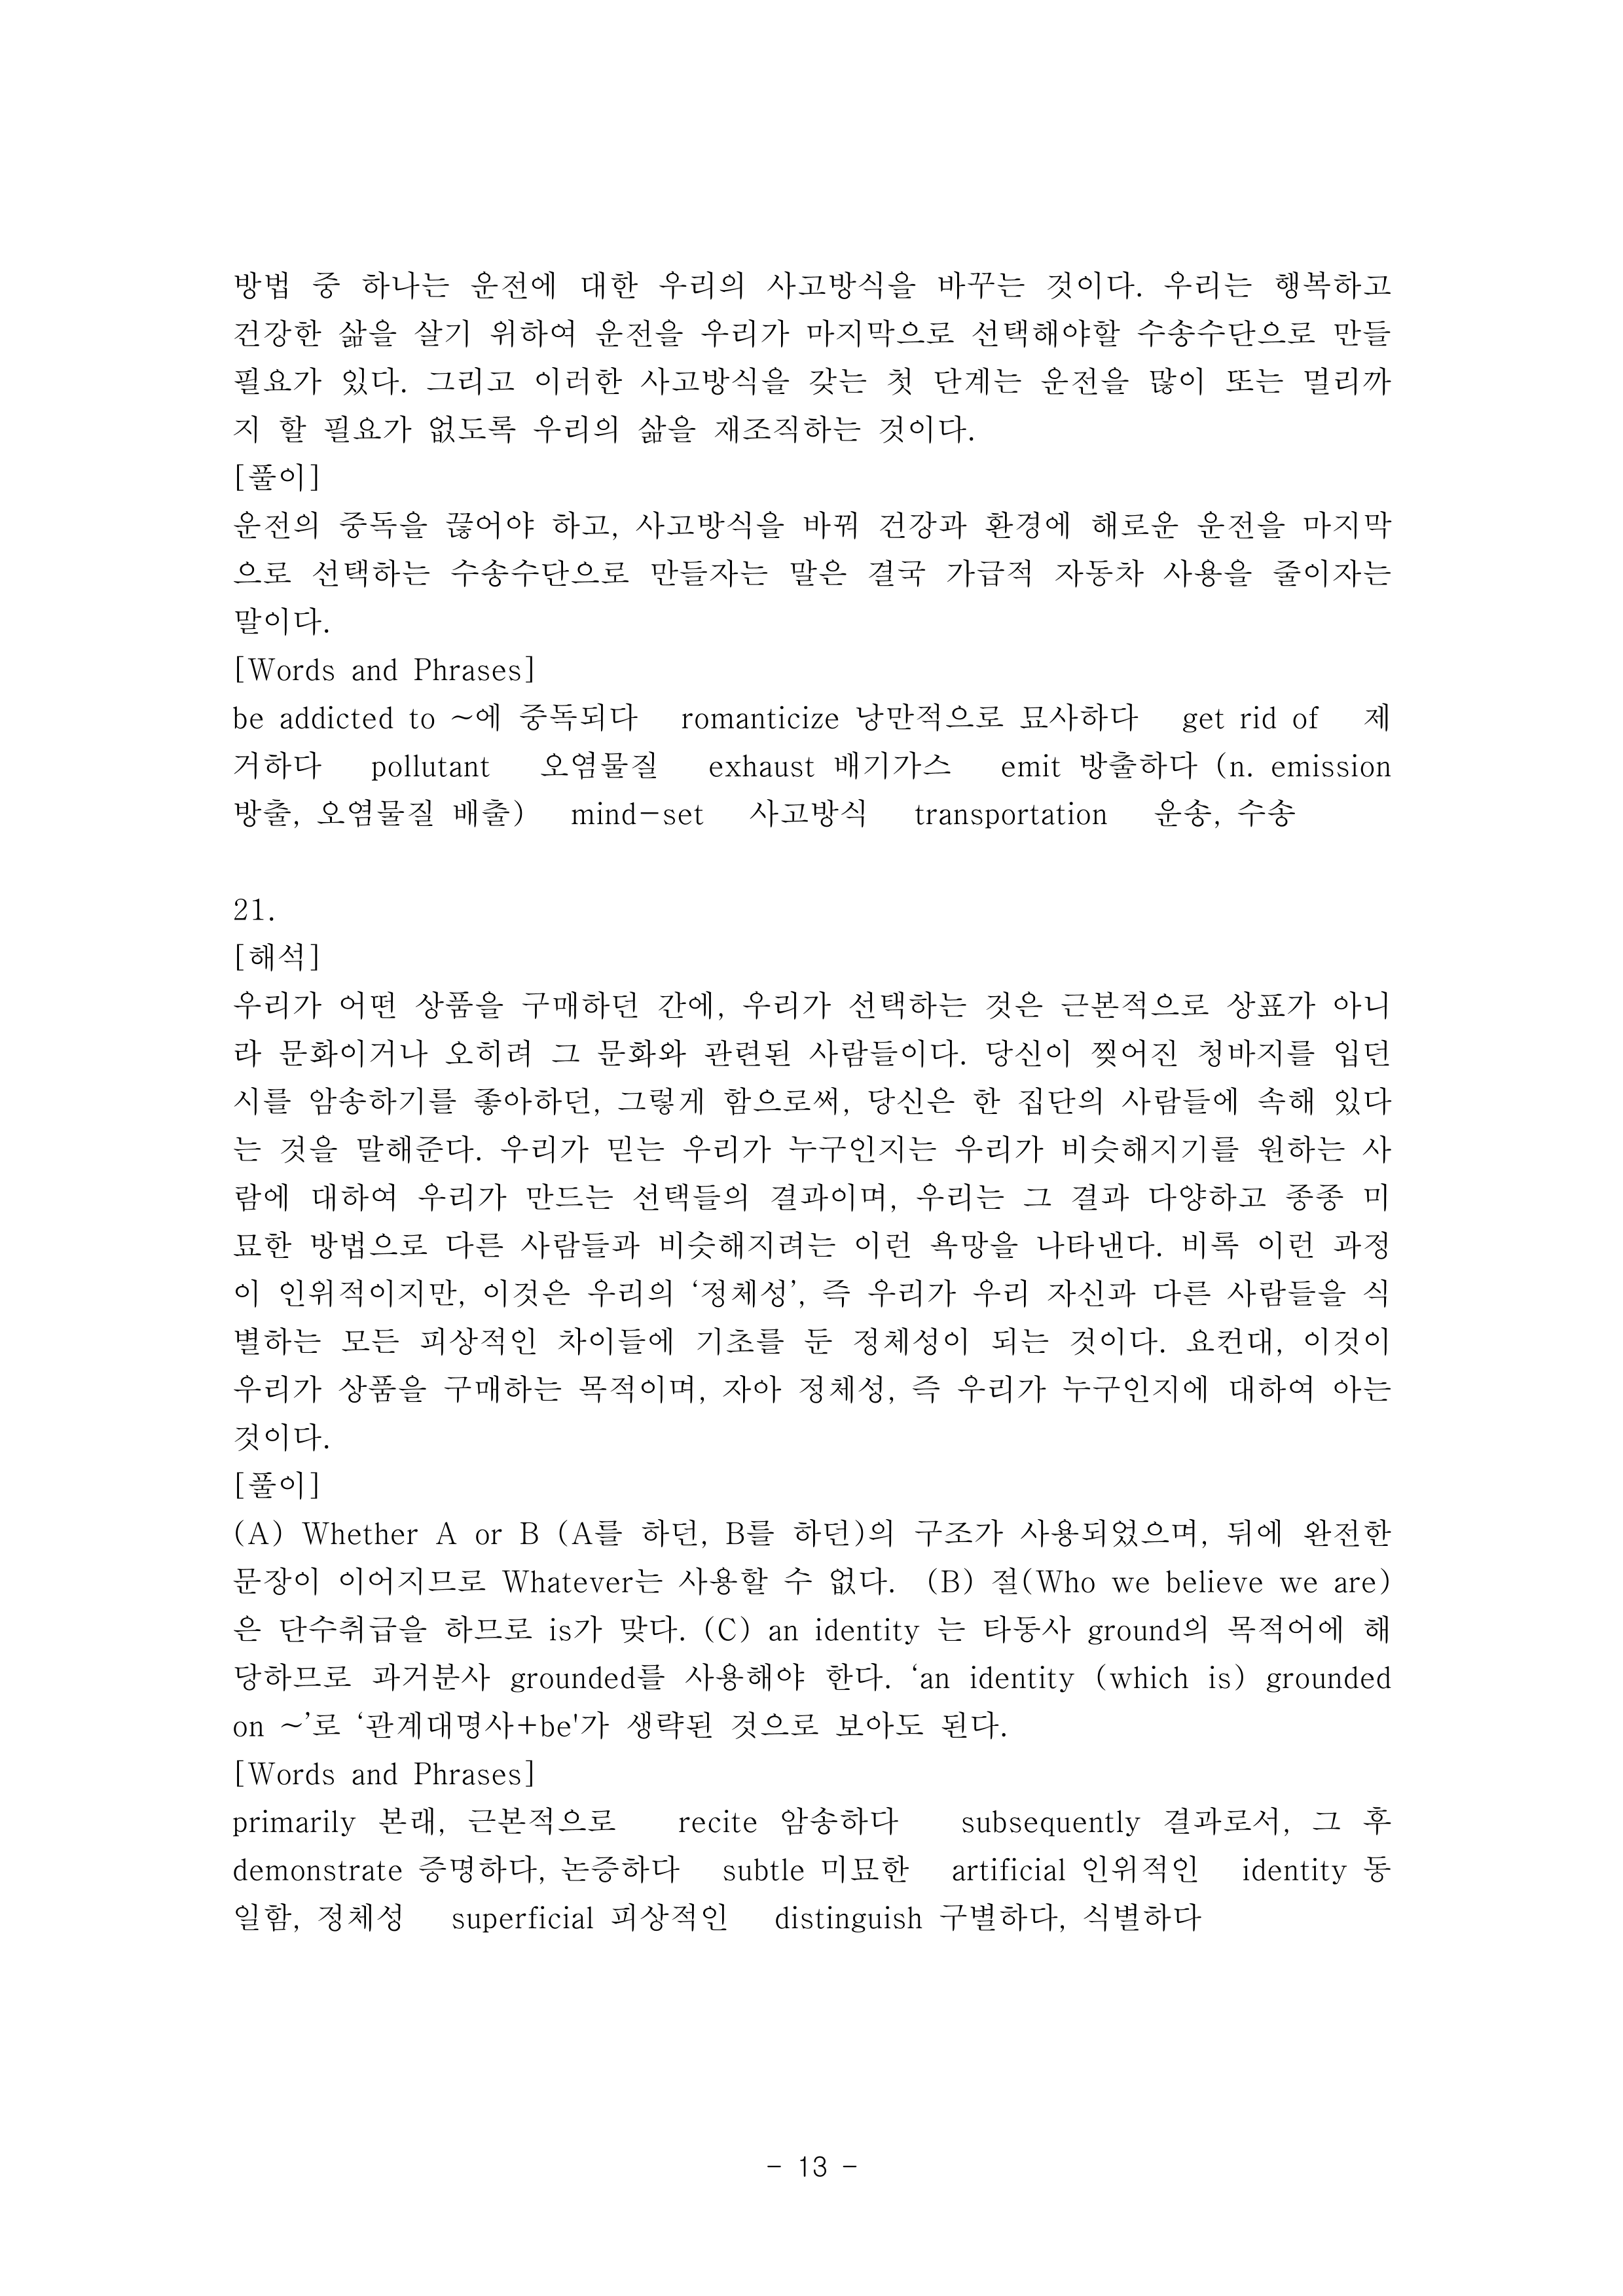 방법 중 하나는 운전에 대한 우리의 사고방식을 바꾸는 것이다. 우리는 행복하고
건강한 삶을 살기 위하여 운전을 우리가 마지막으로 선택해야할 수송수단으로 만들
필요가 있다. 그리고 이러한 사고방식을 갖는 첫 단계는 운전을 많이 또는 멀리까
지 할 필요가 없도록 우리의 삶을 재조직하는 것이다.
[풀이]
운전의 중독을 끊어야 하고, 사고방식을 바꿔 건강과 환경에 해로운 운전을 마지막
으로 선택하는 수송수단으로 만들자는 말은 결국 가급적 자동차 사용을 줄이자는
말이다.
[Words and Phrases]
be addicted to ~에 중독되다 romanticize 낭만적으로 묘사하다 get rid of 제
거하다 pollutant 오염물질 exhaust 배기가스 emit 방출하다 (n. emission
방출, 오염물질 배출) mind-set 사고방식 transportation 운송, 수송
21.
[해석]
우리가 어떤 상품을 구매하던 간에, 우리가 선택하는 것은 근본적으로 상표가 아니
라 문화이거나 오히려 그 문화와 관련된 사람들이다. 당신이 찢어진 청바지를 입던
시를 암송하기를 좋아하던, 그렇게 함으로써, 당신은 한 집단의 사람들에 속해 있다
는 것을 말해준다. 우리가 믿는 우리가 누구인지는 우리가 비슷해지기를 원하는 사
람에 대하여 우리가 만드는 선택들의 결과이며, 우리는 그 결과 다양하고 종종 미
묘한 방법으로 다른 사람들과 비슷해지려는 이런 욕망을 나타낸다. 비록 이런 과정
이 인위적이지만, 이것은 우리의 ‘정체성’, 즉 우리가 우리 자신과 다른 사람들을 식
별하는 모든 피상적인 차이들에 기초를 둔 정체성이 되는 것이다. 요컨대, 이것이
우리가 상품을 구매하는 목적이며, 자아 정체성, 즉 우리가 누구인지에 대하여 아는
것이다.
[풀이]
(A) Whether A or B (A를 하던, B를 하던)의 구조가 사용되었으며, 뒤에 완전한
문장이 이어지므로 Whatever는 사용할 수 없다. (B) 절(Who we believe we are)
은 단수취급을 하므로 is가 맞다. (C) an identity 는 타동사 ground의 목적어에 해
당하므로 과거분사 grounded를 사용해야 한다. ‘an identity (which is) grounded
on ~’로 ‘관계대명사+be'가 생략된 것으로 보아도 된다.
[Words and Phrases]
primarily 본래, 근본적으로 recite 암송하다 subsequently 결과로서, 그 후
demonstrate 증명하다, 논증하다 subtle 미묘한 artificial 인위적인 identity 동
일함, 정체성 superficial 피상적인 distinguish 구별하다, 식별하다
- 13 -